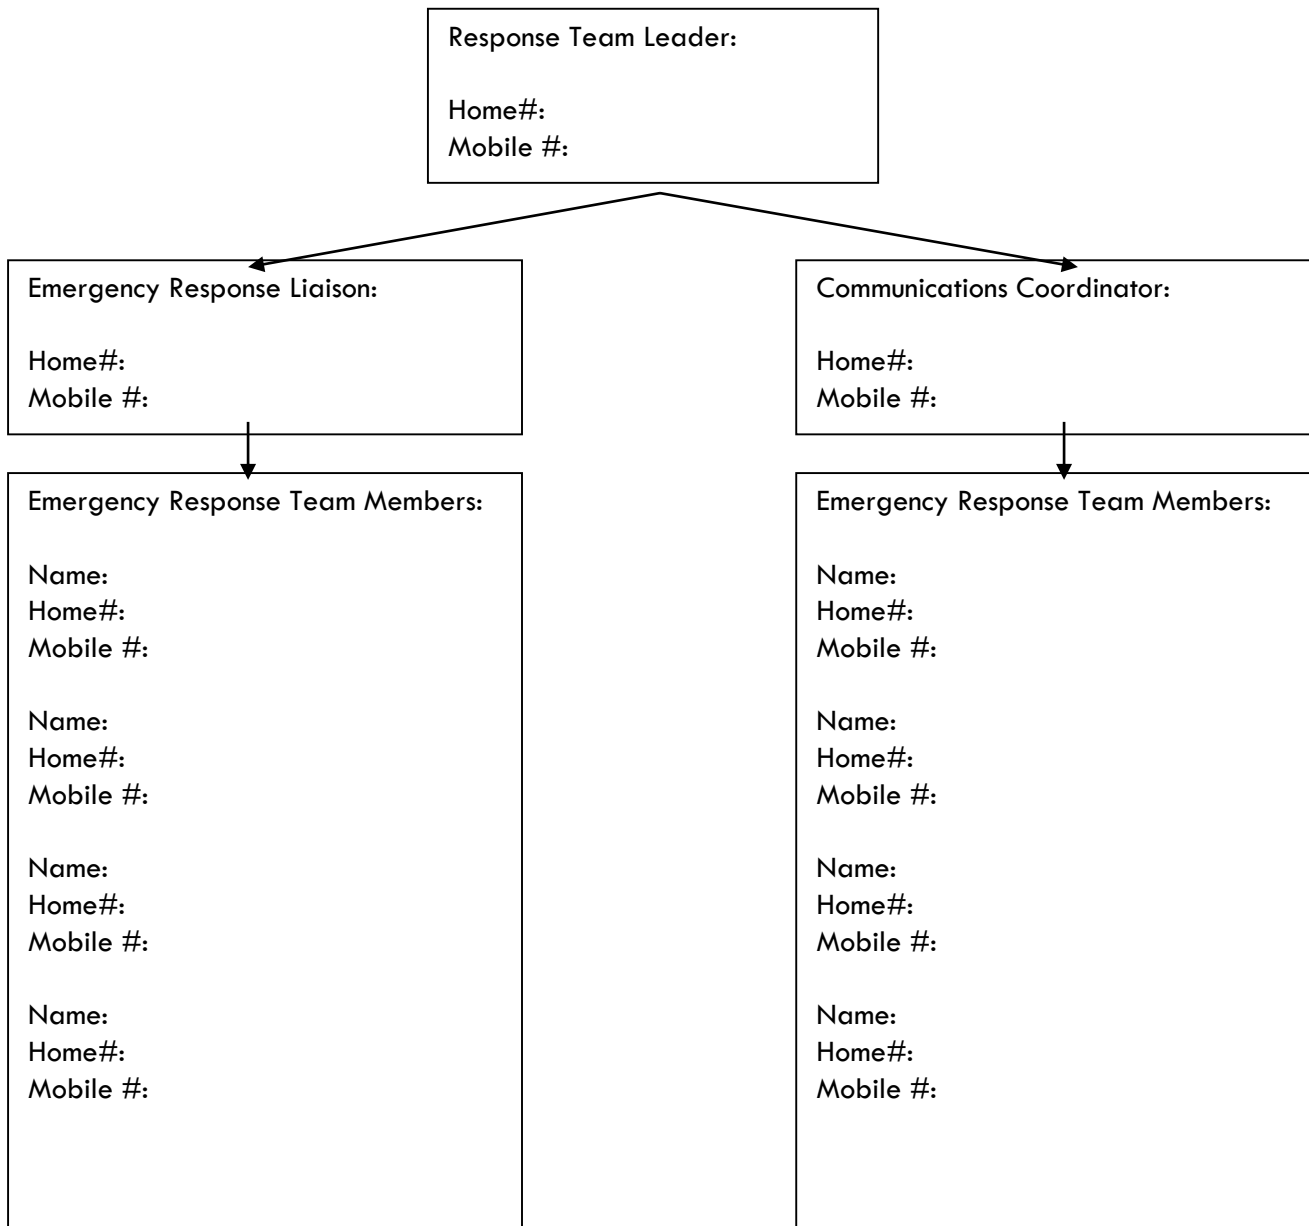 Response Team Leader:
Home#:
Mobile #:
Emergency Response Liaison:
Home#:
Mobile #:
Communications Coordinator:
Home#:
Mobile #:
Emergency Response Team Members:
Name:
Home#:
Mobile #:
Name:
Home#:
Mobile #:
Name:
Home#:
Mobile #:
Name:
Home#:
Mobile #:
Emergency Response Team Members:
Name:
Home#:
Mobile #:
Name:
Home#:
Mobile #:
Name:
Home#:
Mobile #:
Name:
Home#:
Mobile #: